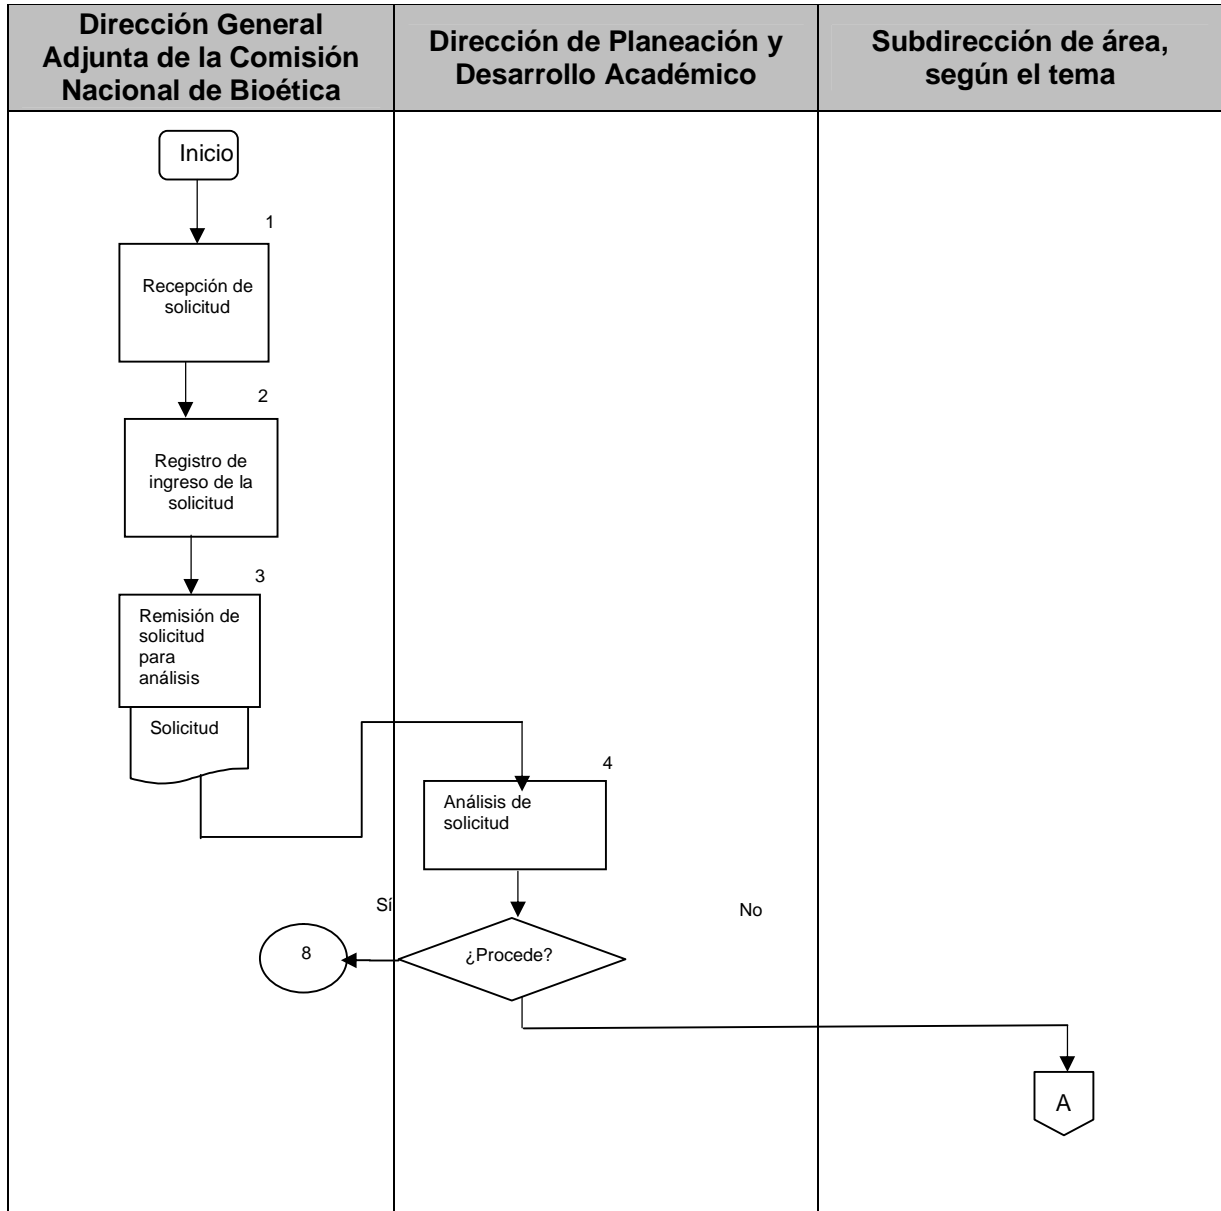 Dirección General
Adjunta de la Comisión
Nacional de Bioética
Dirección de Planeación y
Desarrollo Académico
Subdirección de área,
según el tema
Inicio
1
Recepción de
solicitud
2
Registro de
ingreso de la
solicitud
3
Remisión de
solicitud
para
análisis
Solicitud
4
Análisis de
solicitud
Sí
No
8
¿Procede?
A